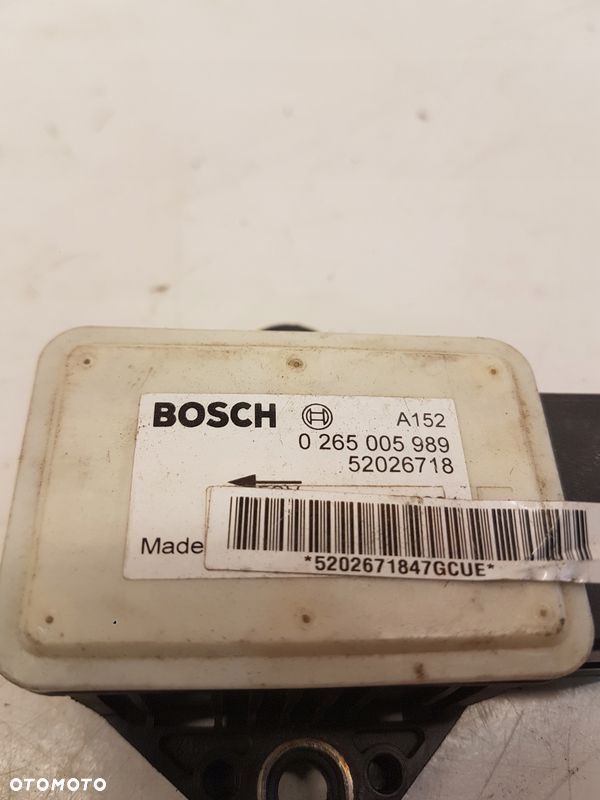 BOSCH A152
0 265 005 989
52026718
Made
*5202671847GCUE*
OTOMOTO